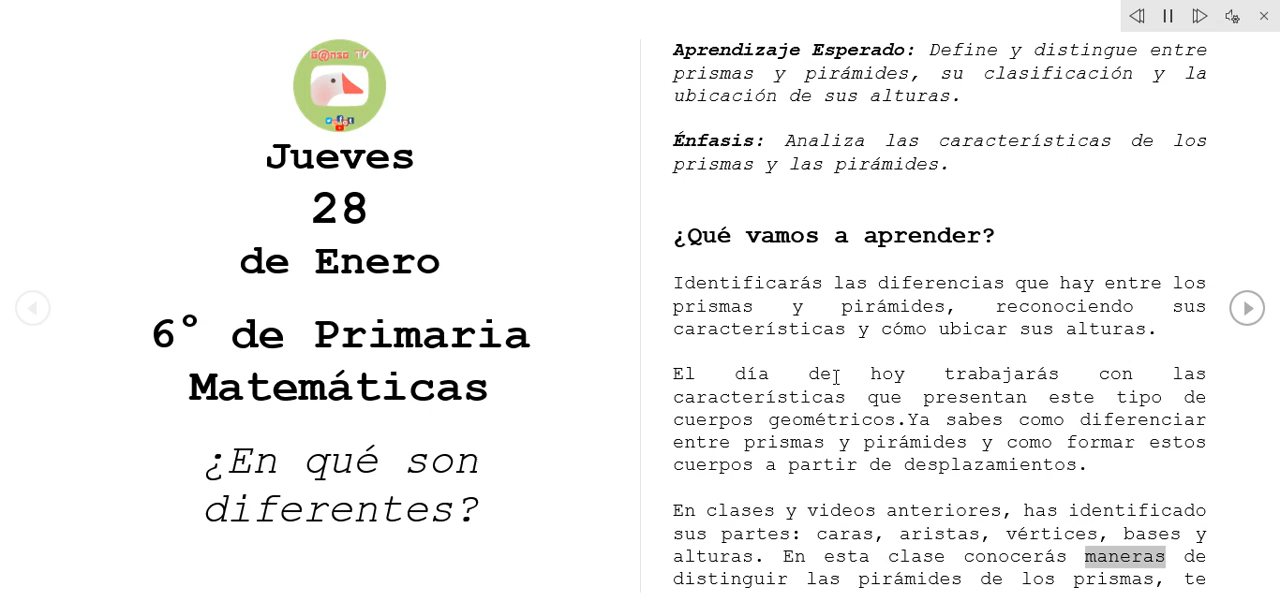 G@nso TV
Jueves
28
de Enero
6° de Primaria
Matemáticas
¿En qué son
diferentes?
Aprendizaje Esperado: Define y distingue entre
prismas y pirámides, su clasificación y la
ubicación de sus alturas.
Énfasis: Analiza las características de los
prismas y las pirámides.
¿Qué vamos a aprender?
Identificarás las diferencias que hay entre los
prismas y pirámides, reconociendo sus
características y cómo ubicar sus alturas.
El día de hoy trabajarás con las
características que presentan este tipo de
cuerpos geométricos.Ya sabes como diferenciar
entre prismas y pirámides y como formar estos
cuerpos a partir de desplazamientos.
En clases y videos anteriores, has identificado
sus partes: caras, aristas, vértices, bases y
alturas. En esta clase conocerás maneras de
distinguir las pirámides de los prismas, te